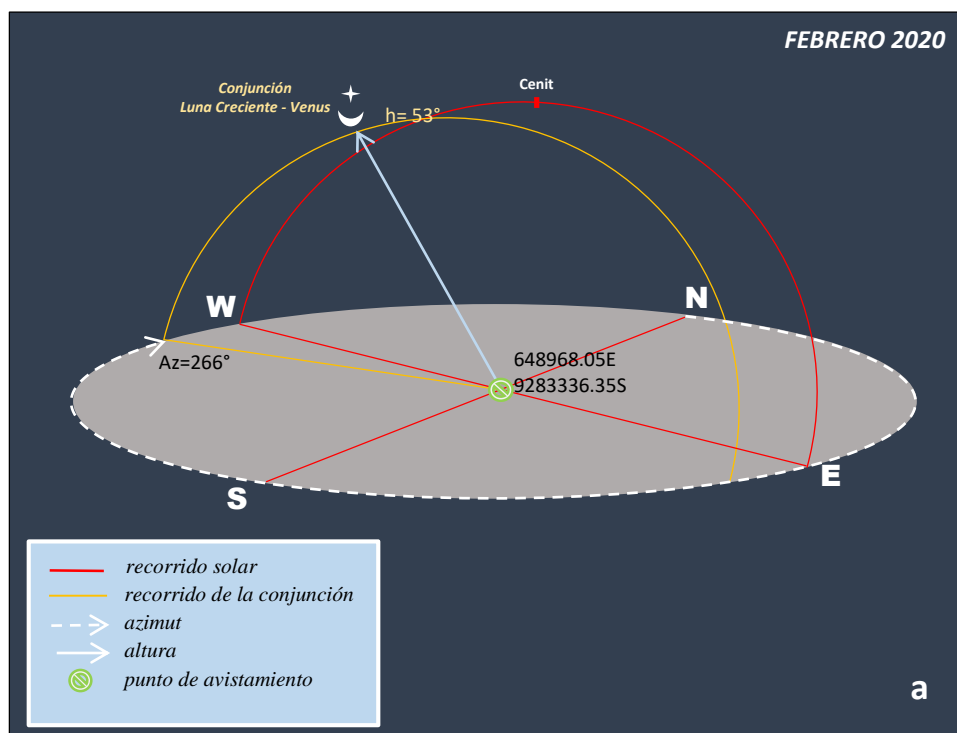 FEBRERO 2020
Conjunción
Luna Creciente - Venus
h= 53°
Cenit
W
N
Az=266°
648968.05E
9283336.35S
S
E
recorrido solar
recorrido de la conjunción
azimut
altura
punto de avistamiento
a